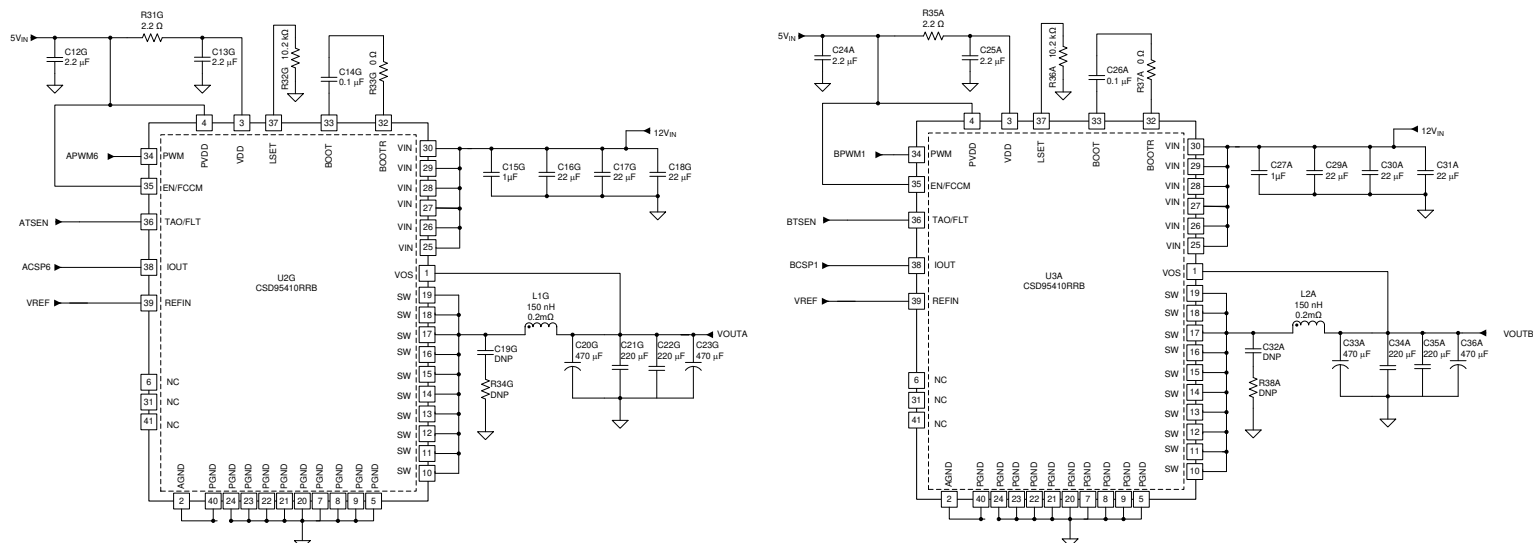 R31G
2.2 Ω
5VIN
C12G
2.2 µF
C13G
2.2 µF
R32G 10.2 kΩ
C14G
0.1 µF
R33G 0 Ω
4
3
37
33
32
PVDD
VDD
LSET
BOOT
BOOTR
APWM6
34
PWM
35
EN/FCCM
ATSEN
36
TAO/FLT
ACSP6
38
IOUT
VREF
39
REFIN
6
NC
31
NC
41
NC
U2G
CSD95410RRB
12VIN
VIN
30
VIN
29
VIN
28
VIN
27
VIN
26
VIN
25
C15G
1µF
C16G
22 µF
C17G
22 µF
C18G
22 µF
VOS
1
SW
19
SW
18
SW
17
SW
16
SW
15
SW
14
SW
13
SW
12
SW
11
SW
10
L1G
150 nH
0.2mΩ
VOUTA
C19G
DNP
R34G
DNP
C20G
470 µF
C21G
220 µF
C22G
220 µF
C23G
470 µF
AGND
PGND
PGND
PGND
PGND
PGND
PGND
PGND
PGND
PGND
PGND
2
40
24
23
22
21
20
7
8
9
5
R35A
2.2 Ω
5VIN
C24A
2.2 µF
C25A
2.2 µF
R36A 10.2 kΩ
C26A
0.1 µF
R37A 0 Ω
4
3
37
33
32
PVDD
VDD
LSET
BOOT
BOOTR
BPWM1
34
PWM
35
EN/FCCM
BTSEN
36
TAO/FLT
BCSP1
38
IOUT
VREF
39
REFIN
6
NC
31
NC
41
NC
U3A
CSD95410RRB
12VIN
VIN
30
VIN
29
VIN
28
VIN
27
VIN
26
VIN
25
C27A
1µF
C29A
22 µF
C30A
22 µF
C31A
22 µF
VOS
1
SW
19
SW
18
SW
17
SW
16
SW
15
SW
14
SW
13
SW
12
SW
11
SW
10
L2A
150 nH
0.2mΩ
VOUTB
C32A
DNP
R38A
DNP
C33A
470 µF
C34A
220 µF
C35A
220 µF
C36A
470 µF
AGND
PGND
PGND
PGND
PGND
PGND
PGND
PGND
PGND
PGND
PGND
2
40
24
23
22
21
20
7
8
9
5